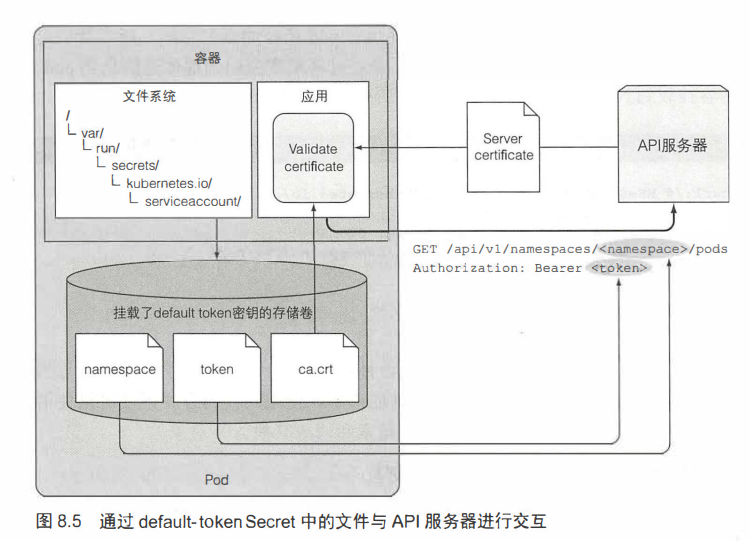 容器
文件系统
/
var/
run/
secrets/
kubernetes.io/
serviceaccount/
应用
Validate
certificate
Server
certificate
API服务器
GET /api/v1/namespaces/<namespace>/pods
Authorization: Bearer <token>
挂载了default token密钥的存储卷
namespace
token
ca.crt
Pod
图 8.5 通过 default-token Secret 中的文件与 API 服务器进行交互